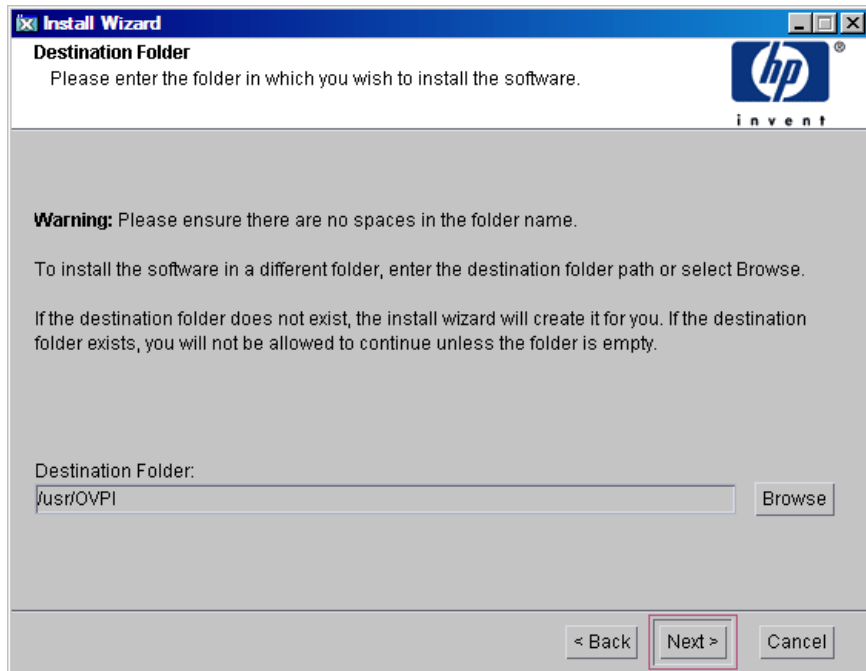 Install Wizard
Destination Folder
Please enter the folder in which you wish to install the software.
hp
®
invent
Warning: Please ensure there are no spaces in the folder name.
To install the software in a different folder, enter the destination folder path or select Browse.
If the destination folder does not exist, the install wizard will create it for you. If the destination
folder exists, you will not be allowed to continue unless the folder is empty.
Destination Folder:
/usr/OVPI
Browse
< Back
Next >
Cancel